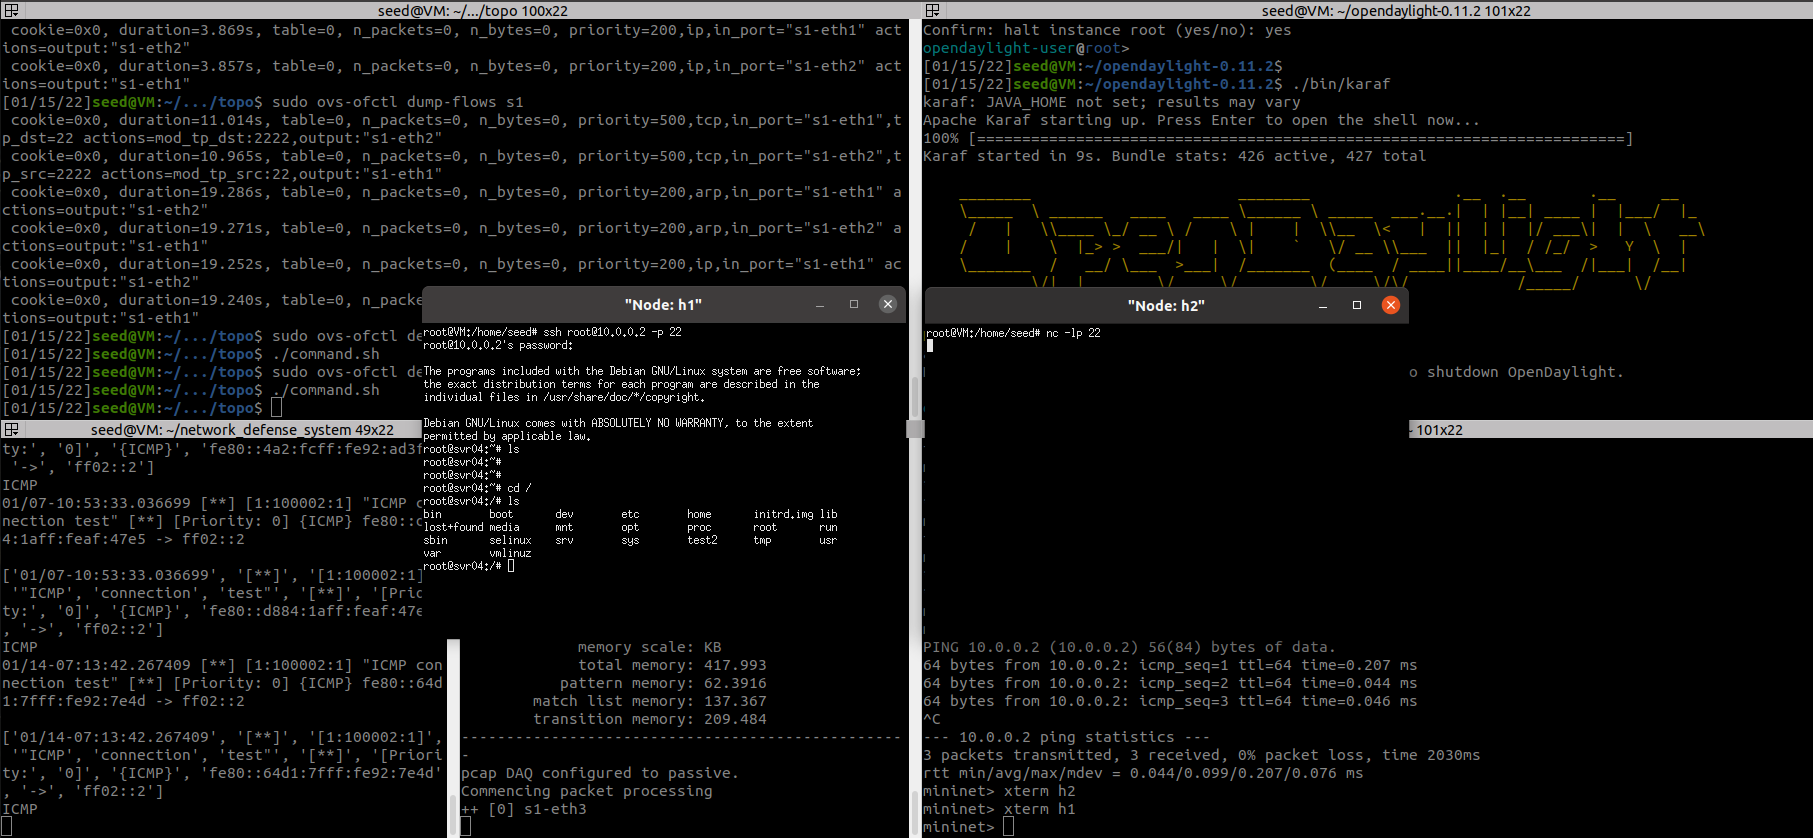 seed@VM: ~/.../topo 100x22
cookie=0x0, duration=3.869s, table=0, n_packets=0, n_bytes=0, priority=200,ip,in_port="s1-eth1" act
ions=output:"s1-eth2"
cookie=0x0, duration=3.857s, table=0, n_packets=0, n_bytes=0, priority=200,ip,in_port="s1-eth2" act
ions=output:"s1-eth1"
[01/15/22]seed@VM:~/.../topo$ sudo ovs-ofctl dump-flows s1
cookie=0x0, duration=11.014s, table=0, n_packets=0, n_bytes=0, priority=500,tcp,in_port="s1-eth1",t
p_dst=22 actions=mod_tp_dst:2222,output:"s1-eth2"
cookie=0x0, duration=10.965s, table=0, n_packets=0, n_bytes=0, priority=500,tcp,in_port="s1-eth2",t
p_src=2222 actions=mod_tp_src:22,output:"s1-eth1"
cookie=0x0, duration=19.286s, table=0, n_packets=0, n_bytes=0, priority=200,arp,in_port="s1-eth1" a
ctions=output:"s1-eth2"
cookie=0x0, duration=19.271s, table=0, n_packets=0, n_bytes=0, priority=200,arp,in_port="s1-eth2" a
ctions=output:"s1-eth1"
cookie=0x0, duration=19.252s, table=0, n_packets=0, n_bytes=0, priority=200,ip,in_port="s1-eth1" ac
tions=output:"s1-eth2"
cookie=0x0, duration=19.240s, table=0, n_packe
tions=output:"s1-eth1"
[01/15/22]seed@VM:~/.../topo$ sudo ovs-ofctl de
[01/15/22]seed@VM:~/.../topo$ ./command.sh
[01/15/22]seed@VM:~/.../topo$ sudo ovs-ofctl de
[01/15/22]seed@VM:~/.../topo$ ./command.sh
[01/15/22]seed@VM:~/.../topo$
seed@VM: ~/opendaylight-0.11.2 101x22
Confirm: halt instance root (yes/no): yes
opendaylight-user@root>
[01/15/22]seed@VM:~/opendaylight-0.11.2$
[01/15/22]seed@VM:~/opendaylight-0.11.2$ ./bin/karaf
karaf: JAVA_HOME not set; results may vary
Apache Karaf starting up. Press Enter to open the shell now...
100% [========================================================================]
Karaf started in 9s. Bundle stats: 426 active, 427 total
OpenDaylight
o shutdown OpenDaylight.
"Node: h1"
root@VM:/home/seed# ssh root@10.0.0.2 -p 22
root@10.0.0.2's password:
The programs included with the Debian GNU/Linux system are free software;
the exact distribution terms for each program are described in the
individual files in /usr/share/doc/*/copyright.
Debian GNU/Linux comes with ABSOLUTELY NO WARRANTY, to the extent
permitted by applicable law.
root@svr04:~# ls
root@svr04:~#
root@svr04:~#
root@svr04:~# cd /
root@svr04:/# ls
bin boot dev etc home initrd.img lib
lost+found media mnt opt proc root run
sbin selinux srv sys test2 tmp usr
var vmlinuz
root@svr04:/#
"Node: h2"
root@VM:/home/seed# nc -lp 22
seed@VM: ~/network_defense_system 49x22
ty:', '0]', '{ICMP}', 'fe80::4a2:fcff:fe92:ad3f
'->', 'ff02::2']
ICMP
01/07-10:53:33.036699 [**] [1:100002:1] "ICMP c
nection test" [**] [Priority: 0] {ICMP} fe80::
4:1aff:feaf:47e5 -> ff02::2
['01/07-10:53:33.036699', '[**]', '[1:100002:1]
'"ICMP', 'connection', 'test"', '[**]', '[Prio
ty:', '0]', '{ICMP}', 'fe80::d884:1aff:feaf:47e
, '->', 'ff02::2']
ICMP
01/14-07:13:42.267409 [**] [1:100002:1] "ICMP con
nection test" [**] [Priority: 0] {ICMP} fe80::64d
1:7fff:fe92:7e4d -> ff02::2
['01/14-07:13:42.267409', '[**]', '[1:100002:1]',
'"ICMP', 'connection', 'test"', '[**]', '[Priori
ty:', '0]', '{ICMP}', 'fe80::64d1:7fff:fe92:7e4d'
, '->', 'ff02::2']
ICMP
memory scale: KB
total memory: 417.993
pattern memory: 62.3916
match list memory: 137.367
transition memory: 209.484
-------------------------------------------------
-
pcap DAQ configured to passive.
Commencing packet processing
++ [0] s1-eth3
101x22
PING 10.0.0.2 (10.0.0.2) 56(84) bytes of data.
64 bytes from 10.0.0.2: icmp_seq=1 ttl=64 time=0.207 ms
64 bytes from 10.0.0.2: icmp_seq=2 ttl=64 time=0.044 ms
64 bytes from 10.0.0.2: icmp_seq=3 ttl=64 time=0.046 ms
^C
--- 10.0.0.2 ping statistics ---
3 packets transmitted, 3 received, 0% packet loss, time 2030ms
rtt min/avg/max/mdev = 0.044/0.099/0.207/0.076 ms
mininet> xterm h2
mininet> xterm h1
mininet>